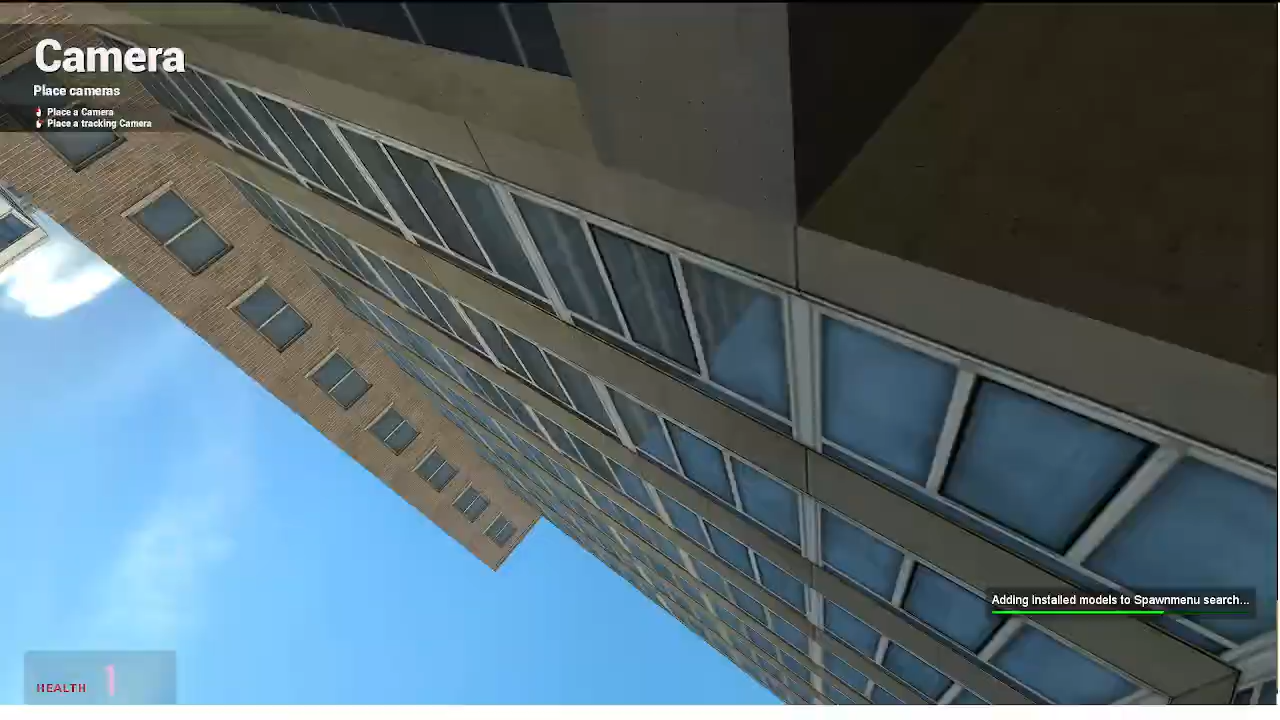 Camera
Place cameras
Place a Camera
Place a tracking Camera
Adding installed models to Spawnmenu search...
HEALTH 1